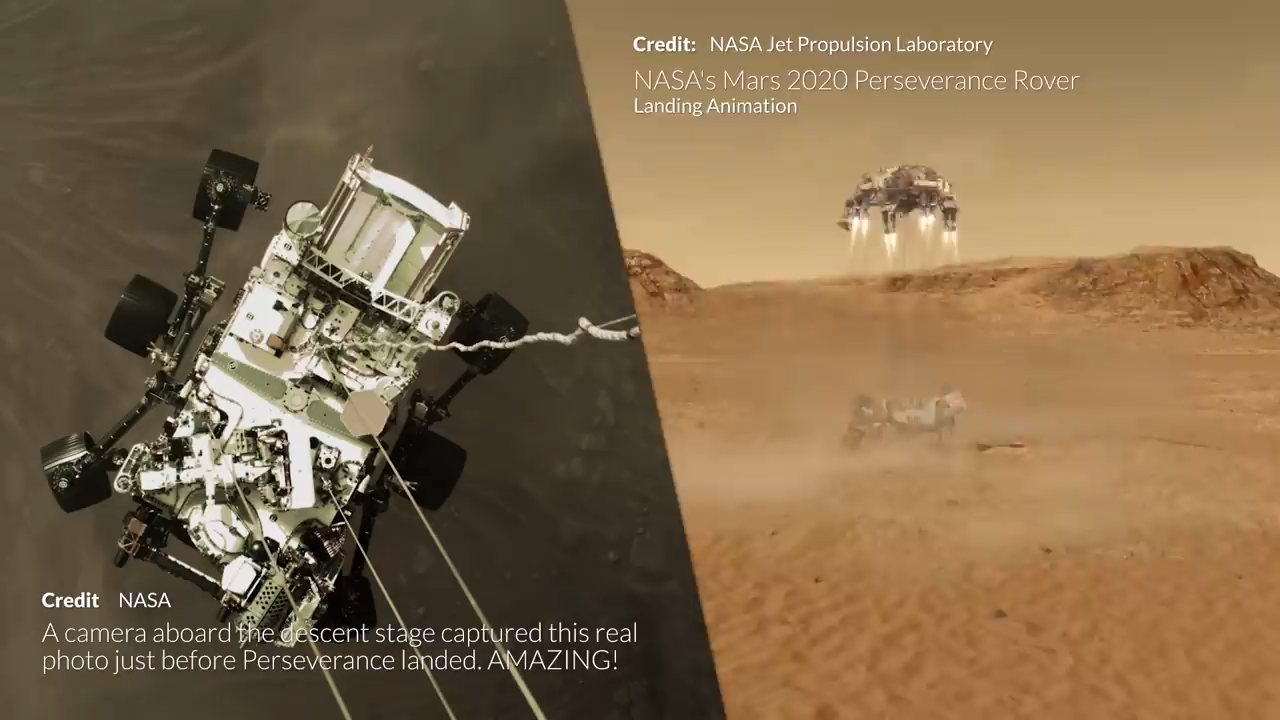 Credit: NASA Jet Propulsion Laboratory
NASA's Mars 2020 Perseverance Rover
Landing Animation
Credit NASA
A camera aboard the descent stage captured this real
photo just before Perseverance landed. AMAZING!